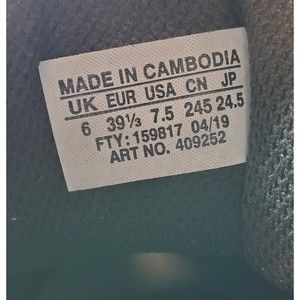 MADE IN CAMBODIA
UK EUR USA CN JP
6 39⅓ 7.5 245 24.5
FTY: 159817 04/19
ART NO. 409252